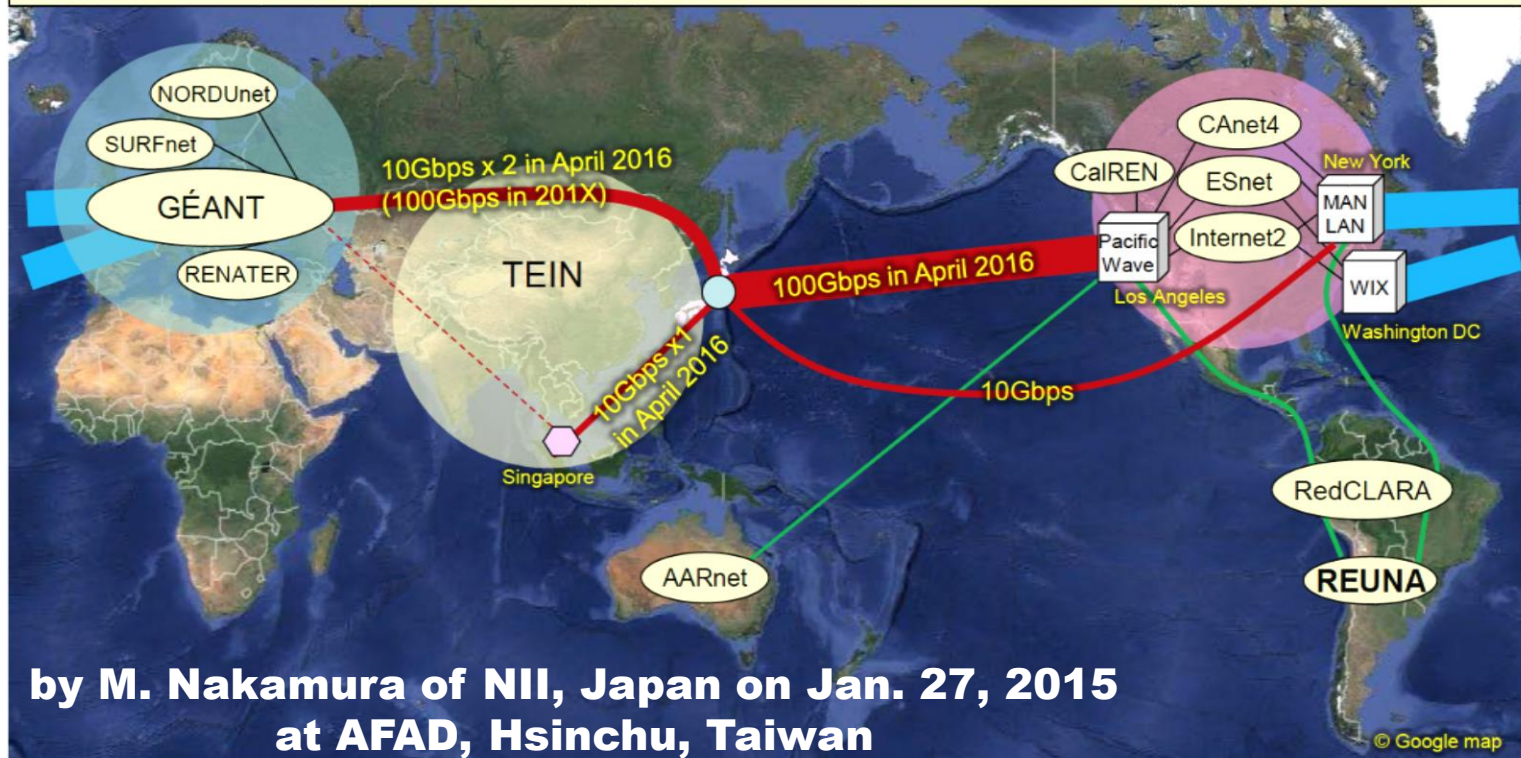 NORDUnet
SURFnet
GÉANT
RENATER
10Gbps x 2 in April 2016
(100Gbps in 201X)
TEIN
10Gbps x1
in April 2016
Singapore
100Gbps in April 2016
10Gbps
CAnet4
CalREN
ESnet
Internet2
Pacific
Wave
Los Angeles
New York
MAN
LAN
WIX
Washington DC
AARnet
RedCLARA
REUNA
by M. Nakamura of NII, Japan on Jan. 27, 2015
at AFAD, Hsinchu, Taiwan
© Google map